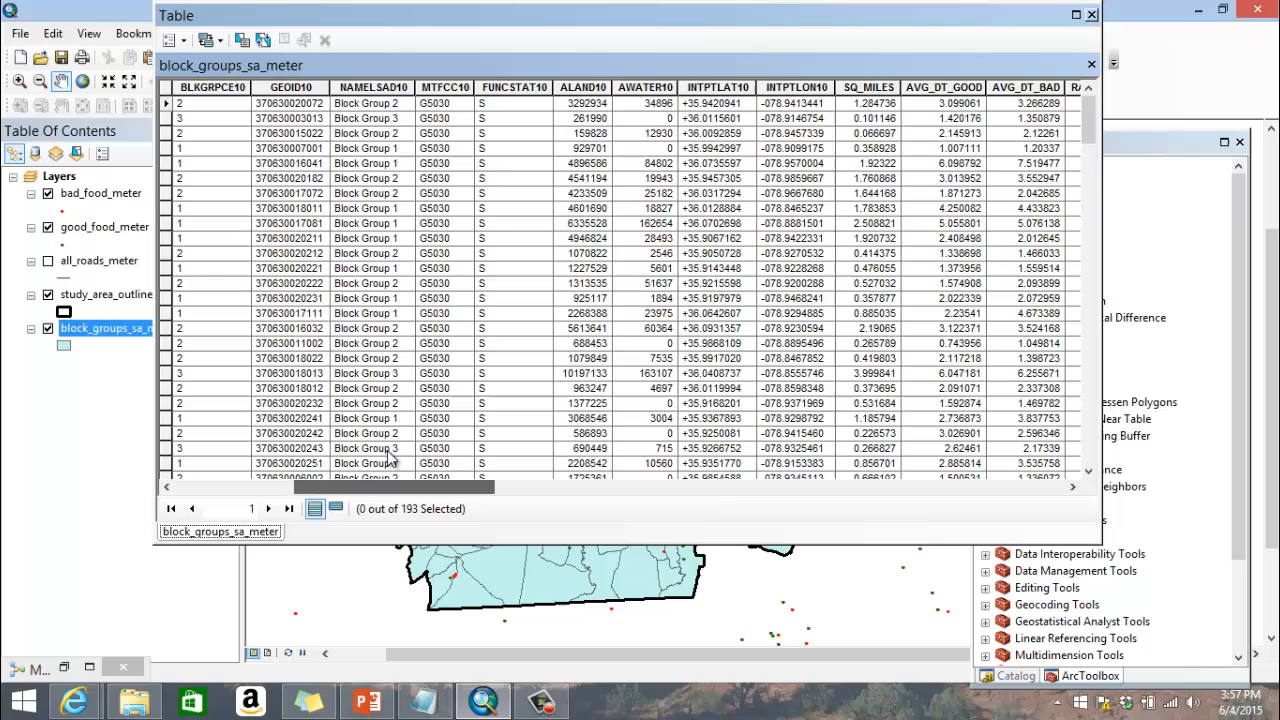 Table
File Edit View Bookm
block_groups_sa_meter
BLKGRPCE10 GEOID10 NAMELSAD10 MTFCC10 FUNCSTAT10 ALAND10 AWATER10 INTPTLAT10 INTPTLON10 SQ_MILES AVG_DT_GOOD AVG_DT_BAD RA
2 370630020072 Block Group 2 G5030 S 3292934 34896 +35.9420941 -078.9413441 1.284736 3.099061 3.266289
3 370630003013 Block Group 3 G5030 S 261990 0 +36.0115601 -078.9146754 0.101146 1.420176 1.350879
2 370630015022 Block Group 2 G5030 S 159828 12930 +36.0092859 -078.9457339 0.066697 2.145913 2.12261
1 370630007001 Block Group 1 G5030 S 929701 0 +35.9942997 -078.9099175 0.358928 1.007111 1.20337
1 370630016041 Block Group 1 G5030 S 4896586 84802 +36.0735597 -078.9570004 1.92322 6.098792 7.519477
2 370630020182 Block Group 2 G5030 S 4541194 19943 +35.9457305 -078.9859667 1.760868 3.013952 3.552947
2 370630017072 Block Group 2 G5030 S 4233509 25182 +36.0317294 -078.9667680 1.644168 1.871273 2.042685
1 370630018011 Block Group 1 G5030 S 4601690 18827 +36.0128884 -078.8465237 1.783853 4.250082 4.433823
1 370630017081 Block Group 1 G5030 S 6335528 162654 +36.0702698 -078.8881501 2.508821 5.055801 5.076138
1 370630020211 Block Group 1 G5030 S 4946824 28493 +35.9067162 -078.9422331 1.920732 2.408498 2.012645
2 370630020212 Block Group 2 G5030 S 1070822 2546 +35.9050728 -078.9270532 0.414375 1.338698 1.466033
1 370630020221 Block Group 1 G5030 S 1227529 5601 +35.9143448 -078.9228268 0.476055 1.373956 1.559514
2 370630020222 Block Group 2 G5030 S 1313535 51637 +35.9215598 -078.9200288 0.527032 1.574598 2.093899
1 370630020231 Block Group 1 G5030 S 925117 1894 +35.9197979 -078.9468241 0.357877 2.022339 2.072959
1 370630017111 Block Group 1 G5030 S 2268388 23975 +36.0642607 -078.9294885 0.885035 2.23541 4.673389
2 370630016032 Block Group 2 G5030 S 5613641 60364 +36.0931357 -078.9230594 2.19065 3.122371 3.524168
2 370630011002 Block Group 2 G5030 S 688453 0 +35.9868109 -078.8895496 0.265789 0.743956 1.049814
2 370630018022 Block Group 2 G5030 S 1079849 7535 +35.9917020 -078.8467852 0.419803 2.117218 1.398723
3 370630018013 Block Group 3 G5030 S 10197133 163107 +36.0408737 -078.8555746 3.999841 6.047181 6.255671
2 370630018012 Block Group 2 G5030 S 963247 4697 +36.0119994 -078.8598348 0.373695 2.091071 2.337308
2 370630020232 Block Group 2 G5030 S 1377225 0 +35.9168201 -078.9371969 0.531684 1.592874 1.469782
1 370630020241 Block Group 1 G5030 S 3068546 3004 +35.9367893 -078.9298792 1.185794 2.736873 3.837753
2 370630020242 Block Group 2 G5030 S 586893 0 +35.9250081 -078.9415460 0.226573 3.026901 2.596346
3 370630020243 Block Group 3 G5030 S 690449 715 +35.9266752 -078.9325461 0.266827 2.62461 2.17339
1 370630020251 Block Group G5030 S 2208542 10560 +35.9351770 -078.9153383 0.856701 2.885814 3.535758
1 (0 out of 193 Selected)
block_groups_sa_meter
Table Of Contents
Layers
bad_food_meter
good_food_meter
all_roads_meter
study_area_outline
block_groups_sa_m
M...
al Difference
essen Polygons
Near Table
ng Buffer
nce
eighbors
s
Data Interoperability Tools
Data Management Tools
Editing Tools
Geocoding Tools
Geostatistical Analyst Tools
Linear Referencing Tools
Multidimension Tools
Catalog ArcToolbox
3:57 PM
6/4/2015